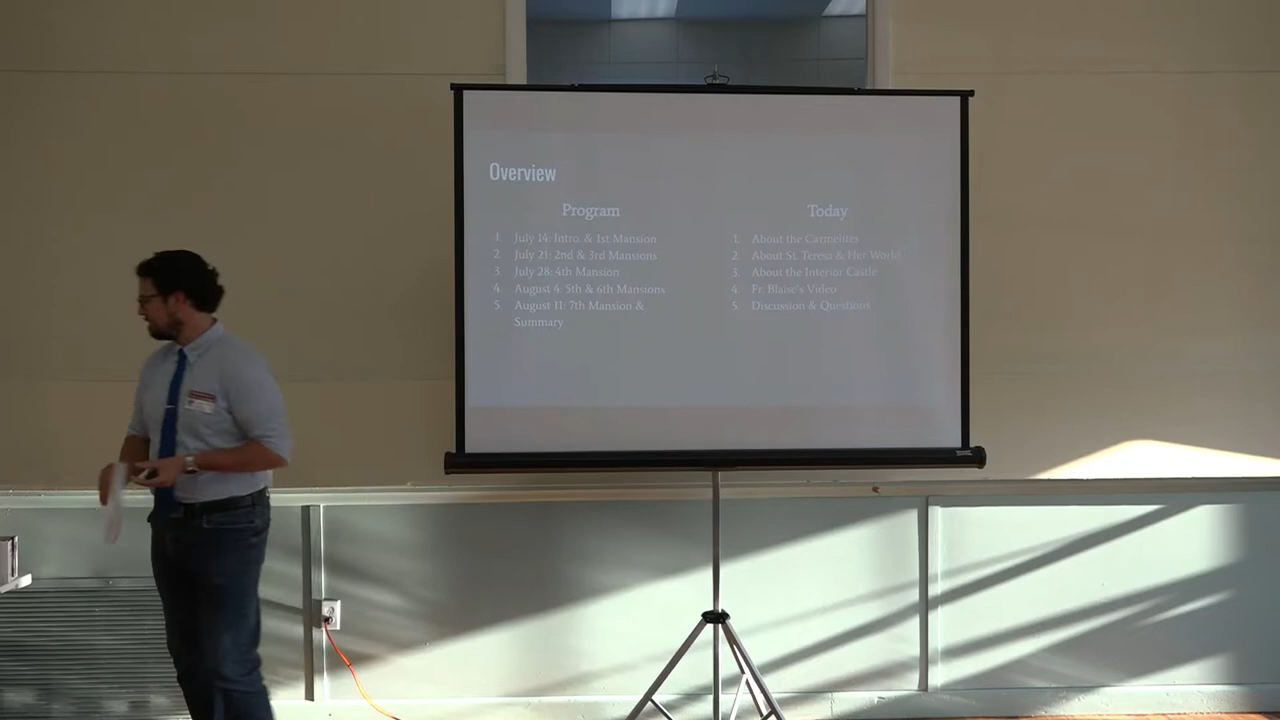 Overview
Program
1. July 14: Intro. & 1st Mansion
2. July 21: 2nd & 3rd Mansions
3. July 28: 4th Mansion
4. August 4: 5th & 6th Mansions
5. August 11: 7th Mansion &
Summary
Today
1. About the Carmelites
2. About St. Teresa & Her World
3. About the Interior Castle
4. Fr. Blaise's Video
5. Discussion & Questions